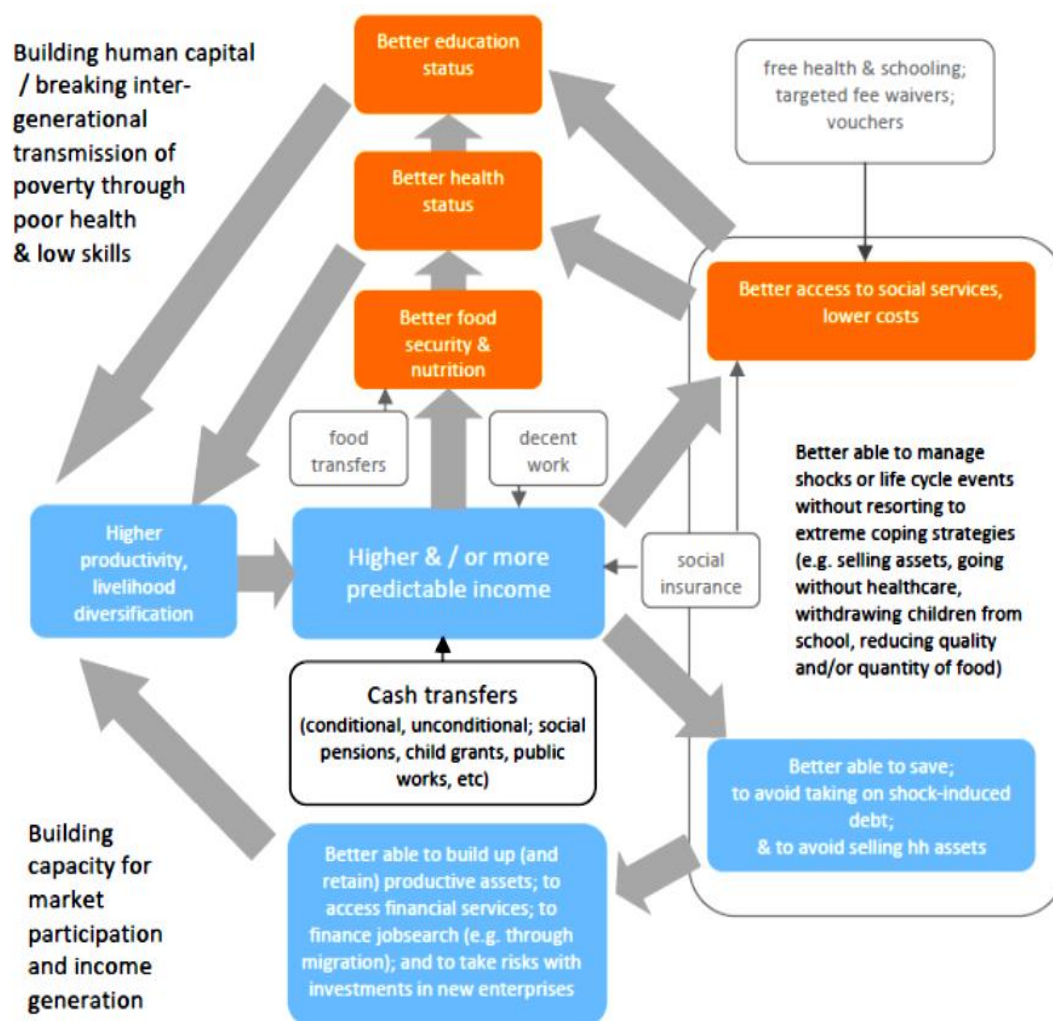 Building human capital
/ breaking inter-
generational
transmission of
poverty through
poor health
& low skills
Better education
status
free health & schooling;
targeted fee waivers;
vouchers
Better health
status
Better access to social services,
lower costs
Better food
security &
nutrition
food
transfers
decent
work
Better able to manage
shocks or life cycle events
without resorting to
extreme coping strategies
(e.g. selling assets, going
without healthcare,
withdrawing children from
school, reducing quality
and/or quantity of food)
Higher
productivity,
livelihood
diversification
Higher & / or more
predictable income
social
insurance
Cash transfers
(conditional, unconditional; social
pensions, child grants, public
works, etc)
Better able to save;
to avoid taking on shock-induced
debt;
& to avoid selling hh assets
Building
capacity for
market
participation
and income
generation
Better able to build up (and
retain) productive assets; to
access financial services; to
finance jobsearch (e.g. through
migration); and to take risks with
investments in new enterprises